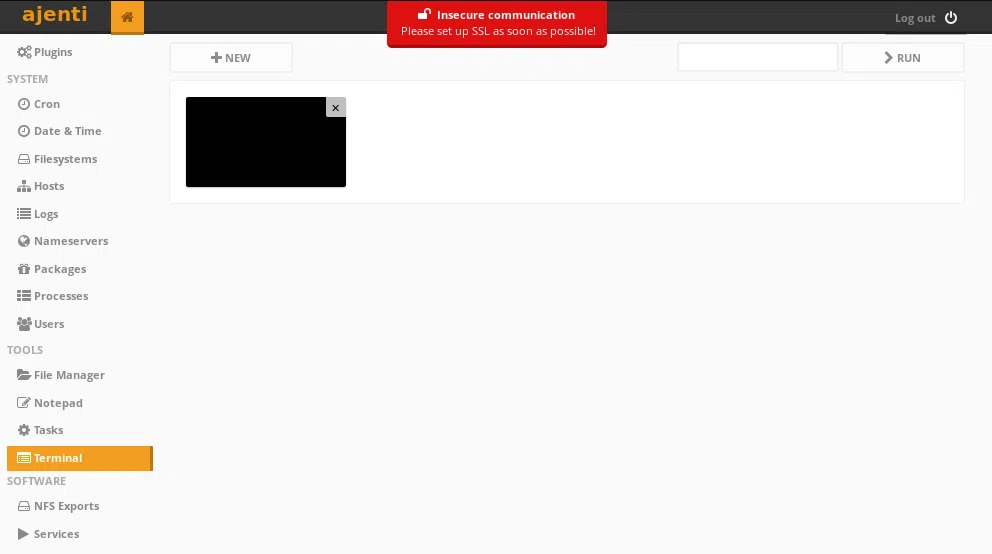 ajenti
Insecure communication
Please set up SSL as soon as possible!
Log out
Plugins
SYSTEM
Cron
Date & Time
Filesystems
Hosts
Logs
Nameservers
Packages
Processes
Users
TOOLS
File Manager
Notepad
Tasks
Terminal
SOFTWARE
NFS Exports
Services
NEW
RUN